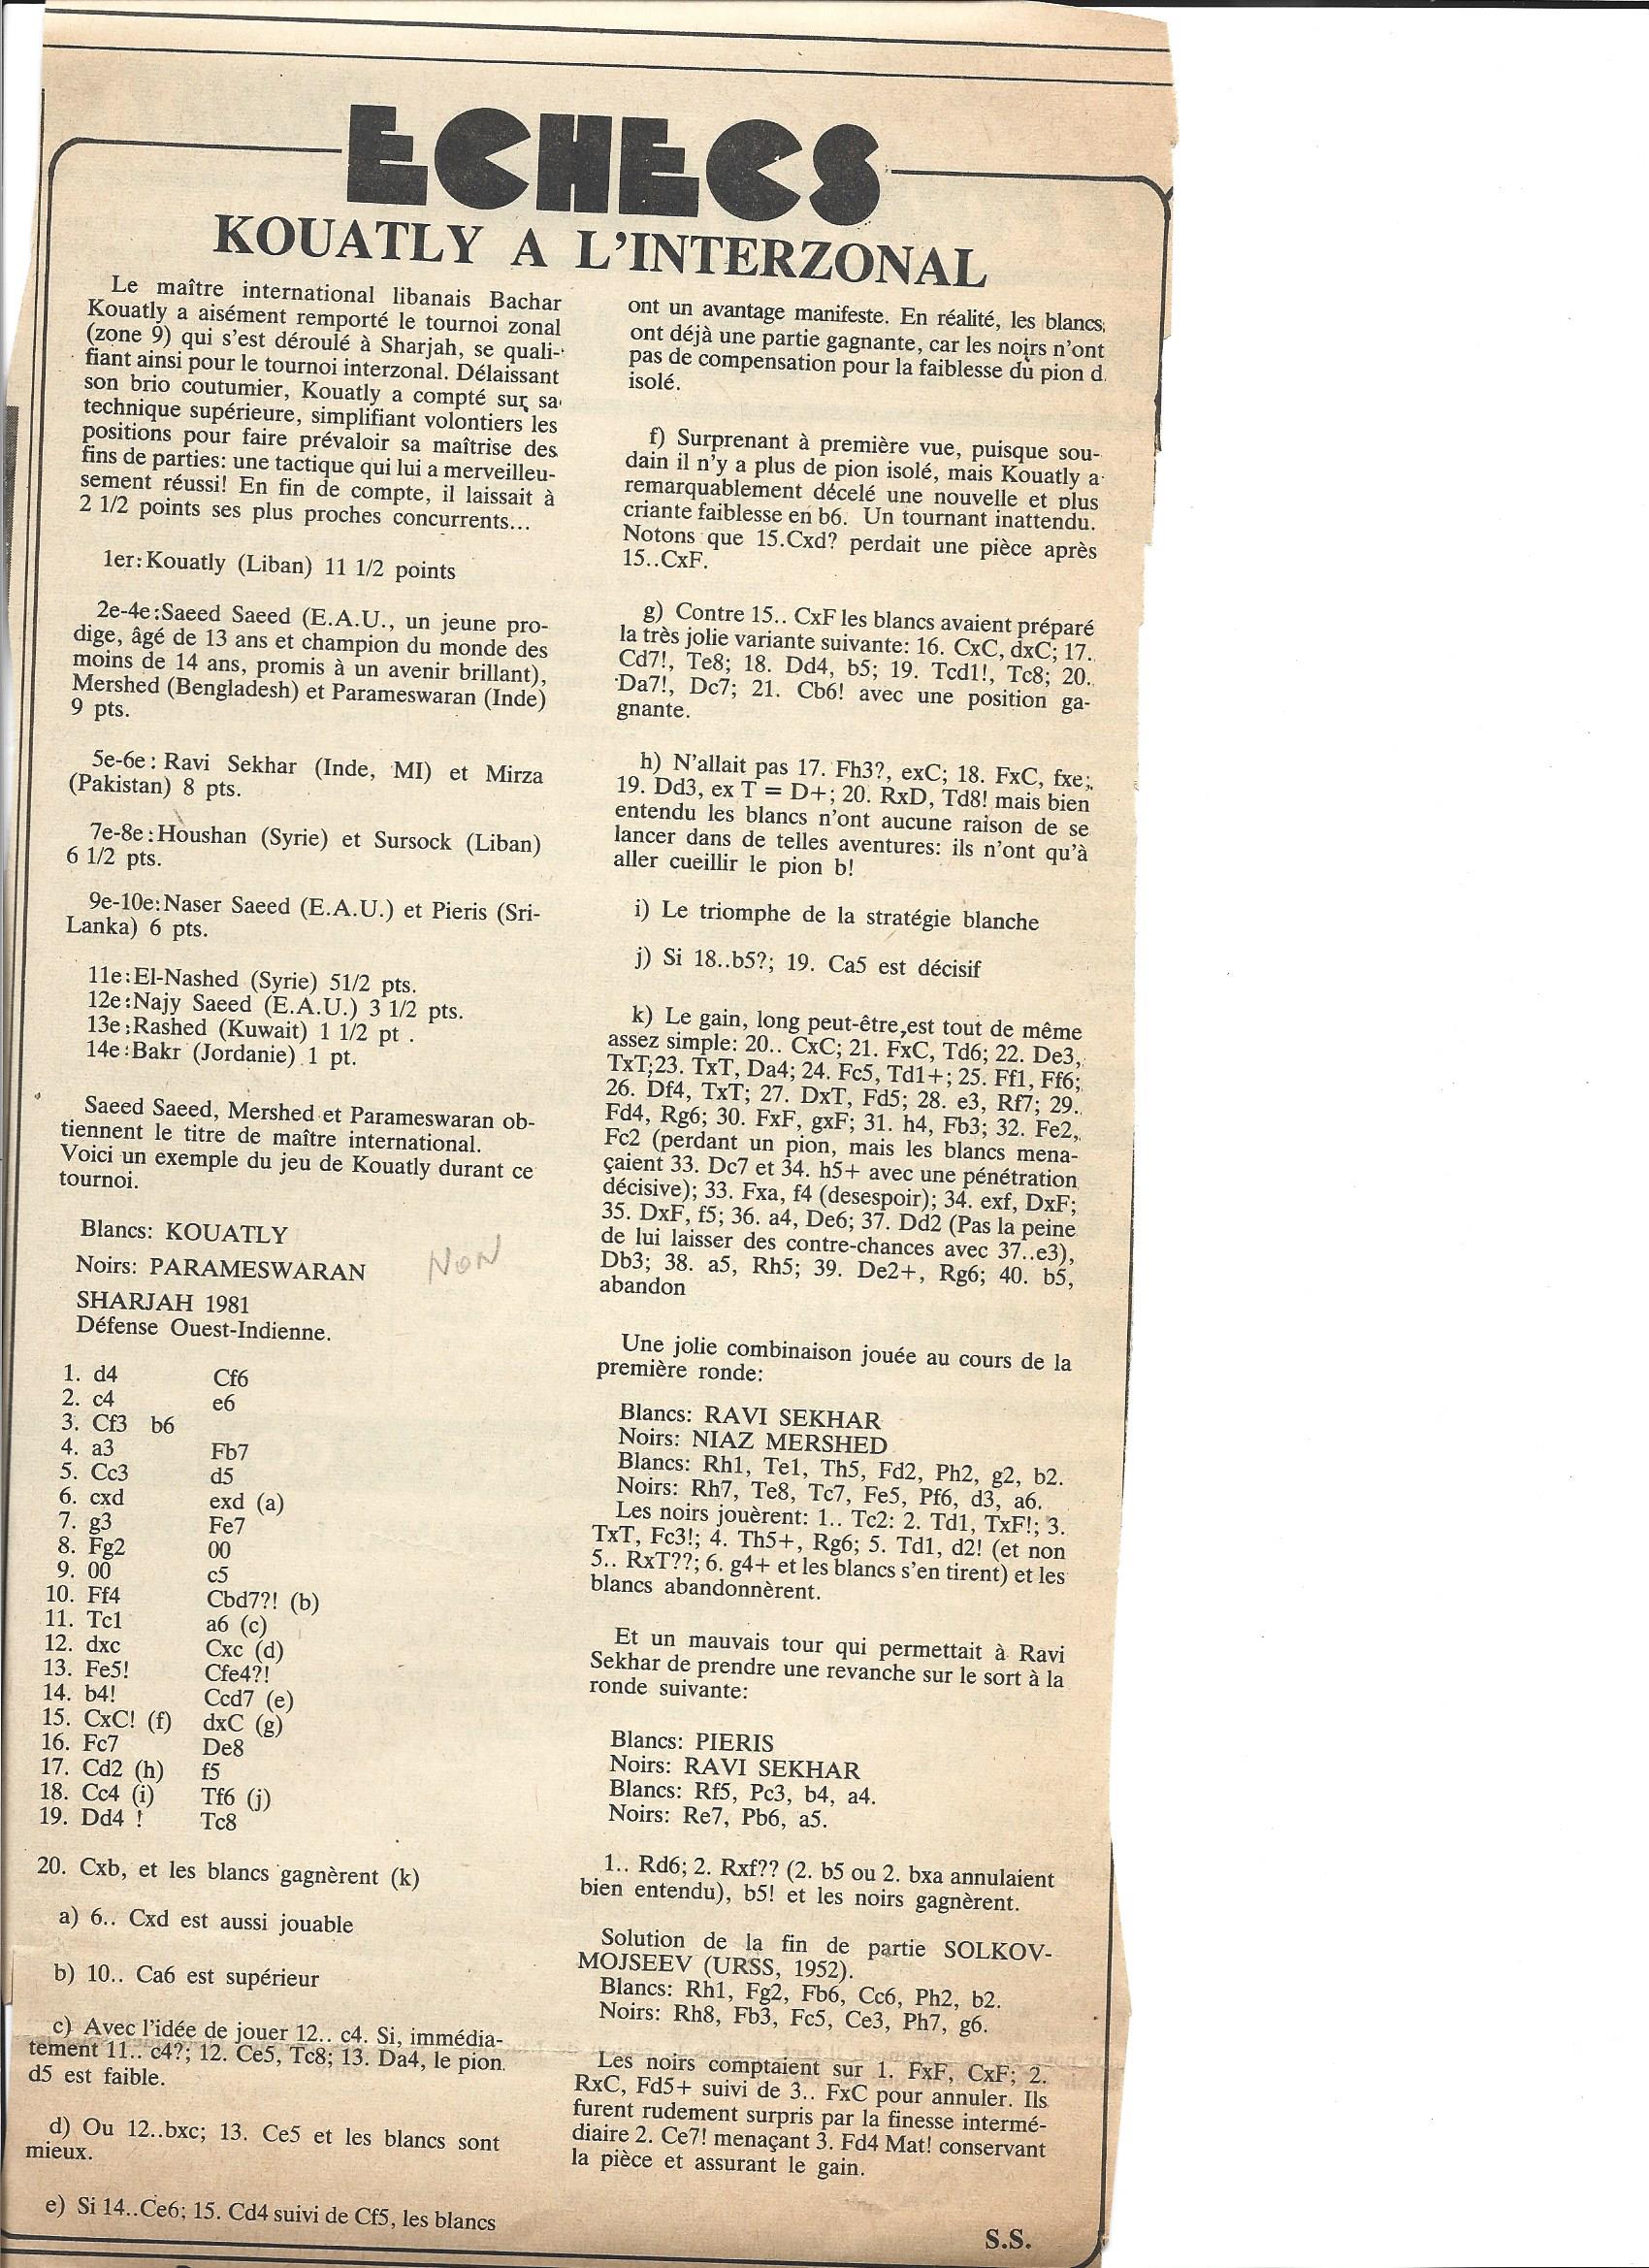 ECHECS
KOUATLY A L'INTERZONAL
Le maître international libanais Bachar
Kouatly a aisément remporté le tournoi zonal
(zone 9) qui s'est déroulé à Sharjah, se quali-
fiant ainsi pour le tournoi interzonal. Délaissant
son brio coutumier, Kouatly a compté sur sa
technique supérieure, simplifiant volontiers les
positions pour faire prévaloir sa maîtrise des
fins de parties: une tactique qui lui a merveilleu-
sement réussi! En fin de compte, il laissait à
2 1/2 points ses plus proches concurrents...
1er: Kouatly (Liban) 11 1/2 points
2e-4e: Saeed Saeed (E.A.U., un jeune pro-
dige, âgé de 13 ans et champion du monde des
moins de 14 ans, promis à un avenir brillant),
Mershed (Bengladesh) et Parameswaran (Inde)
9 pts.
5e-6e: Ravi Sekhar (Inde, MI) et Mirza
(Pakistan) 8 pts.
7e-8e: Houshan (Syrie) et Sursock (Liban)
6 1/2 pts.
9e-10e: Naser Saeed (E.A.U.) et Pieris (Sri-
Lanka) 6 pts.
11e: El-Nashed (Syrie) 51/2 pts.
12e: Najy Saeed (E.A.U.) 3 1/2 pts.
13e: Rashed (Kuwait) 1 1/2 pt .
14e: Bakr (Jordanie) 1 pt.
Saeed Saeed, Mershed et Parameswaran ob-
tiennent le titre de maître international.
Voici un exemple du jeu de Kouatly durant ce
tournoi.
Blancs: KOUATLY
Noirs: PARAMESWARAN NON
SHARJAH 1981
Défense Ouest-Indienne.
1. d4 Cf6
2. c4 e6
3. Cf3 b6
4. a3 Fb7
5. Cc3 d5
6. cxd exd (a)
7. g3 Fe7
8. Fg2 00
9. 00 c5
10. Ff4 Cbd7?! (b)
11. Tc1 a6 (c)
12. dxc Cxc (d)
13. Fe5! Cfe4?!
14. b4! Ccd7 (e)
15. CxC! (f) dxC (g)
16. Fc7 De8
17. Cd2 (h) f5
18. Cc4 (i) Tf6 (j)
19. Dd4 ! Tc8
20. Cxb, et les blancs gagnèrent (k)
a) 6.. Cxd est aussi jouable
b) 10.. Ca6 est supérieur
c) Avec l'idée de jouer 12.. c4. Si, immédia-
tement 11.. c4?; 12. Ce5, Tc8; 13. Da4, le pion
d5 est faible.
d) Ou 12..bxc; 13. Ce5 et les blancs sont
mieux.
e) Si 14..Ce6; 15. Cd4 suivi de Cf5, les blancs
ont un avantage manifeste. En réalité, les blancs
ont déjà une partie gagnante, car les noirs n'ont
pas de compensation pour la faiblesse du pion d
isolé.
f) Surprenant à première vue, puisque sou-
dain il n'y a plus de pion isolé, mais Kouatly a
remarquablement décelé une nouvelle et plus
criante faiblesse en b6. Un tournant inattendu.
Notons que 15.Cxd? perdait une pièce après
15..CxF.
g) Contre 15.. CxF les blancs avaient préparé
la très jolie variante suivante: 16. CxC, dxC; 17.
Cd7!, Te8; 18. Dd4, b5; 19. Tcd1!, Tc8; 20.
Da7!, Dc7; 21. Cb6! avec une position ga-
gnante.
h) N'allait pas 17. Fh3?, exC; 18. FxC, fxe;
19. Dd3, ex T = D+; 20. RxD, Td8! mais bien
entendu les blancs n'ont aucune raison de se
lancer dans de telles aventures: ils n'ont qu'à
aller cueillir le pion b!
i) Le triomphe de la stratégie blanche
j) Si 18..b5?; 19. Ca5 est décisif
k) Le gain, long peut-être,est tout de même
assez simple: 20.. CxC; 21. FxC, Td6; 22. De3,
TxT;23. TxT, Da4; 24. Fc5, Td1+; 25. Ff1, Ff6;
26. Df4, TxT; 27. DxT, Fd5; 28. e3, Rf7; 29.
Fd4, Rg6; 30. FxF, gxF; 31. h4, Fb3; 32. Fe2,
Fc2 (perdant un pion, mais les blancs mena-
çaient 33. Dc7 et 34. h5+ avec une pénétration
décisive); 33. Fxa, f4 (desespoir); 34. exf, DxF;
35. DxF, f5; 36. a4, De6; 37. Dd2 (Pas la peine
de lui laisser des contre-chances avec 37..e3),
Db3; 38. a5, Rh5; 39. De2+, Rg6; 40. b5,
abandon
Une jolie combinaison jouée au cours de la
première ronde:
Blancs: RAVI SEKHAR
Noirs: NIAZ MERSHED
Blancs: Rh1, Te1, Th5, Fd2, Ph2, g2, b2.
Noirs: Rh7, Te8, Tc7, Fe5, Pf6, d3, a6.
Les noirs jouèrent: 1.. Tc2: 2. Td1, TxF!; 3.
TxT, Fc3!; 4. Th5+, Rg6; 5. Td1, d2! (et non
5.. RxT??; 6. g4+ et les blancs s'en tirent) et les
blancs abandonnèrent.
Et un mauvais tour qui permettait à Ravi
Sekhar de prendre une revanche sur le sort à la
ronde suivante:
Blancs: PIERIS
Noirs: RAVI SEKHAR
Blancs: Rf5, Pc3, b4, a4.
Noirs: Re7, Pb6, a5.
1.. Rd6; 2. Rxf?? (2. b5 ou 2. bxa annulaient
bien entendu), b5! et les noirs gagnèrent.
Solution de la fin de partie SOLKOV-
MOJSEEV (URSS, 1952).
Blancs: Rh1, Fg2, Fb6, Cc6, Ph2, b2.
Noirs: Rh8, Fb3, Fc5, Ce3, Ph7, g6.
Les noirs comptaient sur 1. FxF, CxF; 2.
RxC, Fd5+ suivi de 3.. FxC pour annuler. Ils
furent rudement surpris par la finesse intermé-
diaire 2. Ce7! menaçant 3. Fd4 Mat! conservant
la pièce et assurant le gain.
S.S.